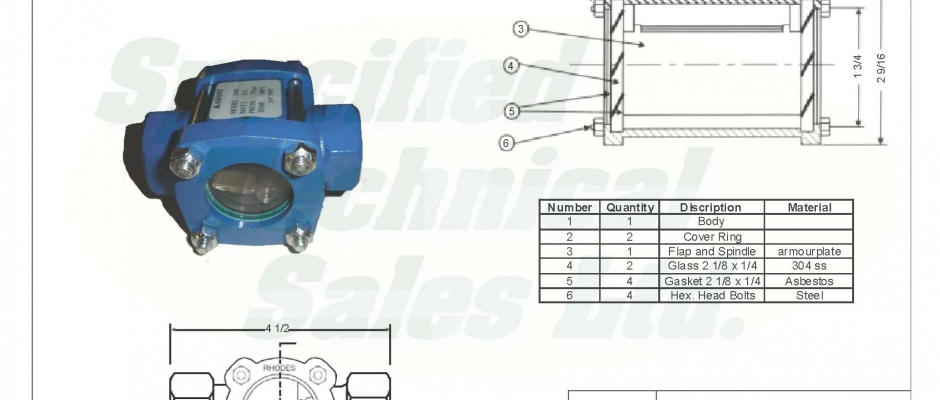 Specified
Technical
Sales Ltd.
KADANT
3
4
5
6
1 3/4
2 9/16
Number Quantity Discription Material
1 1 Body
2 2 Cover Ring
3 1 Flap and Spindle armourplate
4 2 Glass 2 1/8 x 1/4 304 ss
5 4 Gasket 2 1/8 x 1/4 Asbestos
6 4 Hex. Head Bolts Steel
4 1/2
RHODES